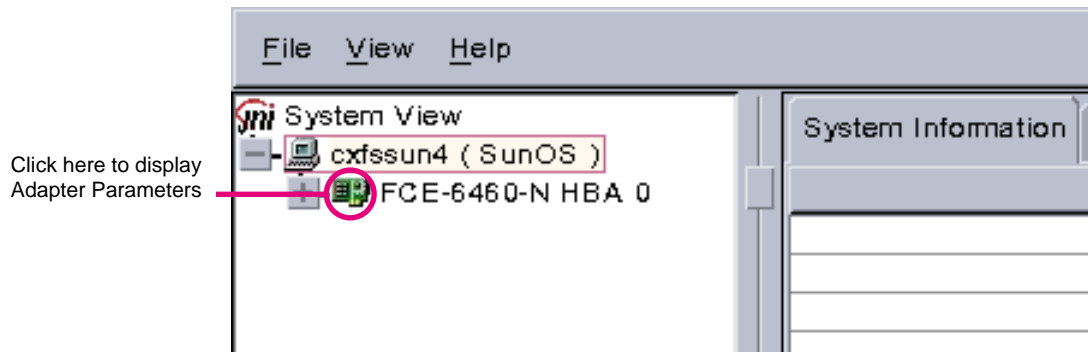 File View Help
JNI System View
System Information
cxfssun4 ( SunOS )
Click here to display
Adapter Parameters
FCE-6460-N HBA 0